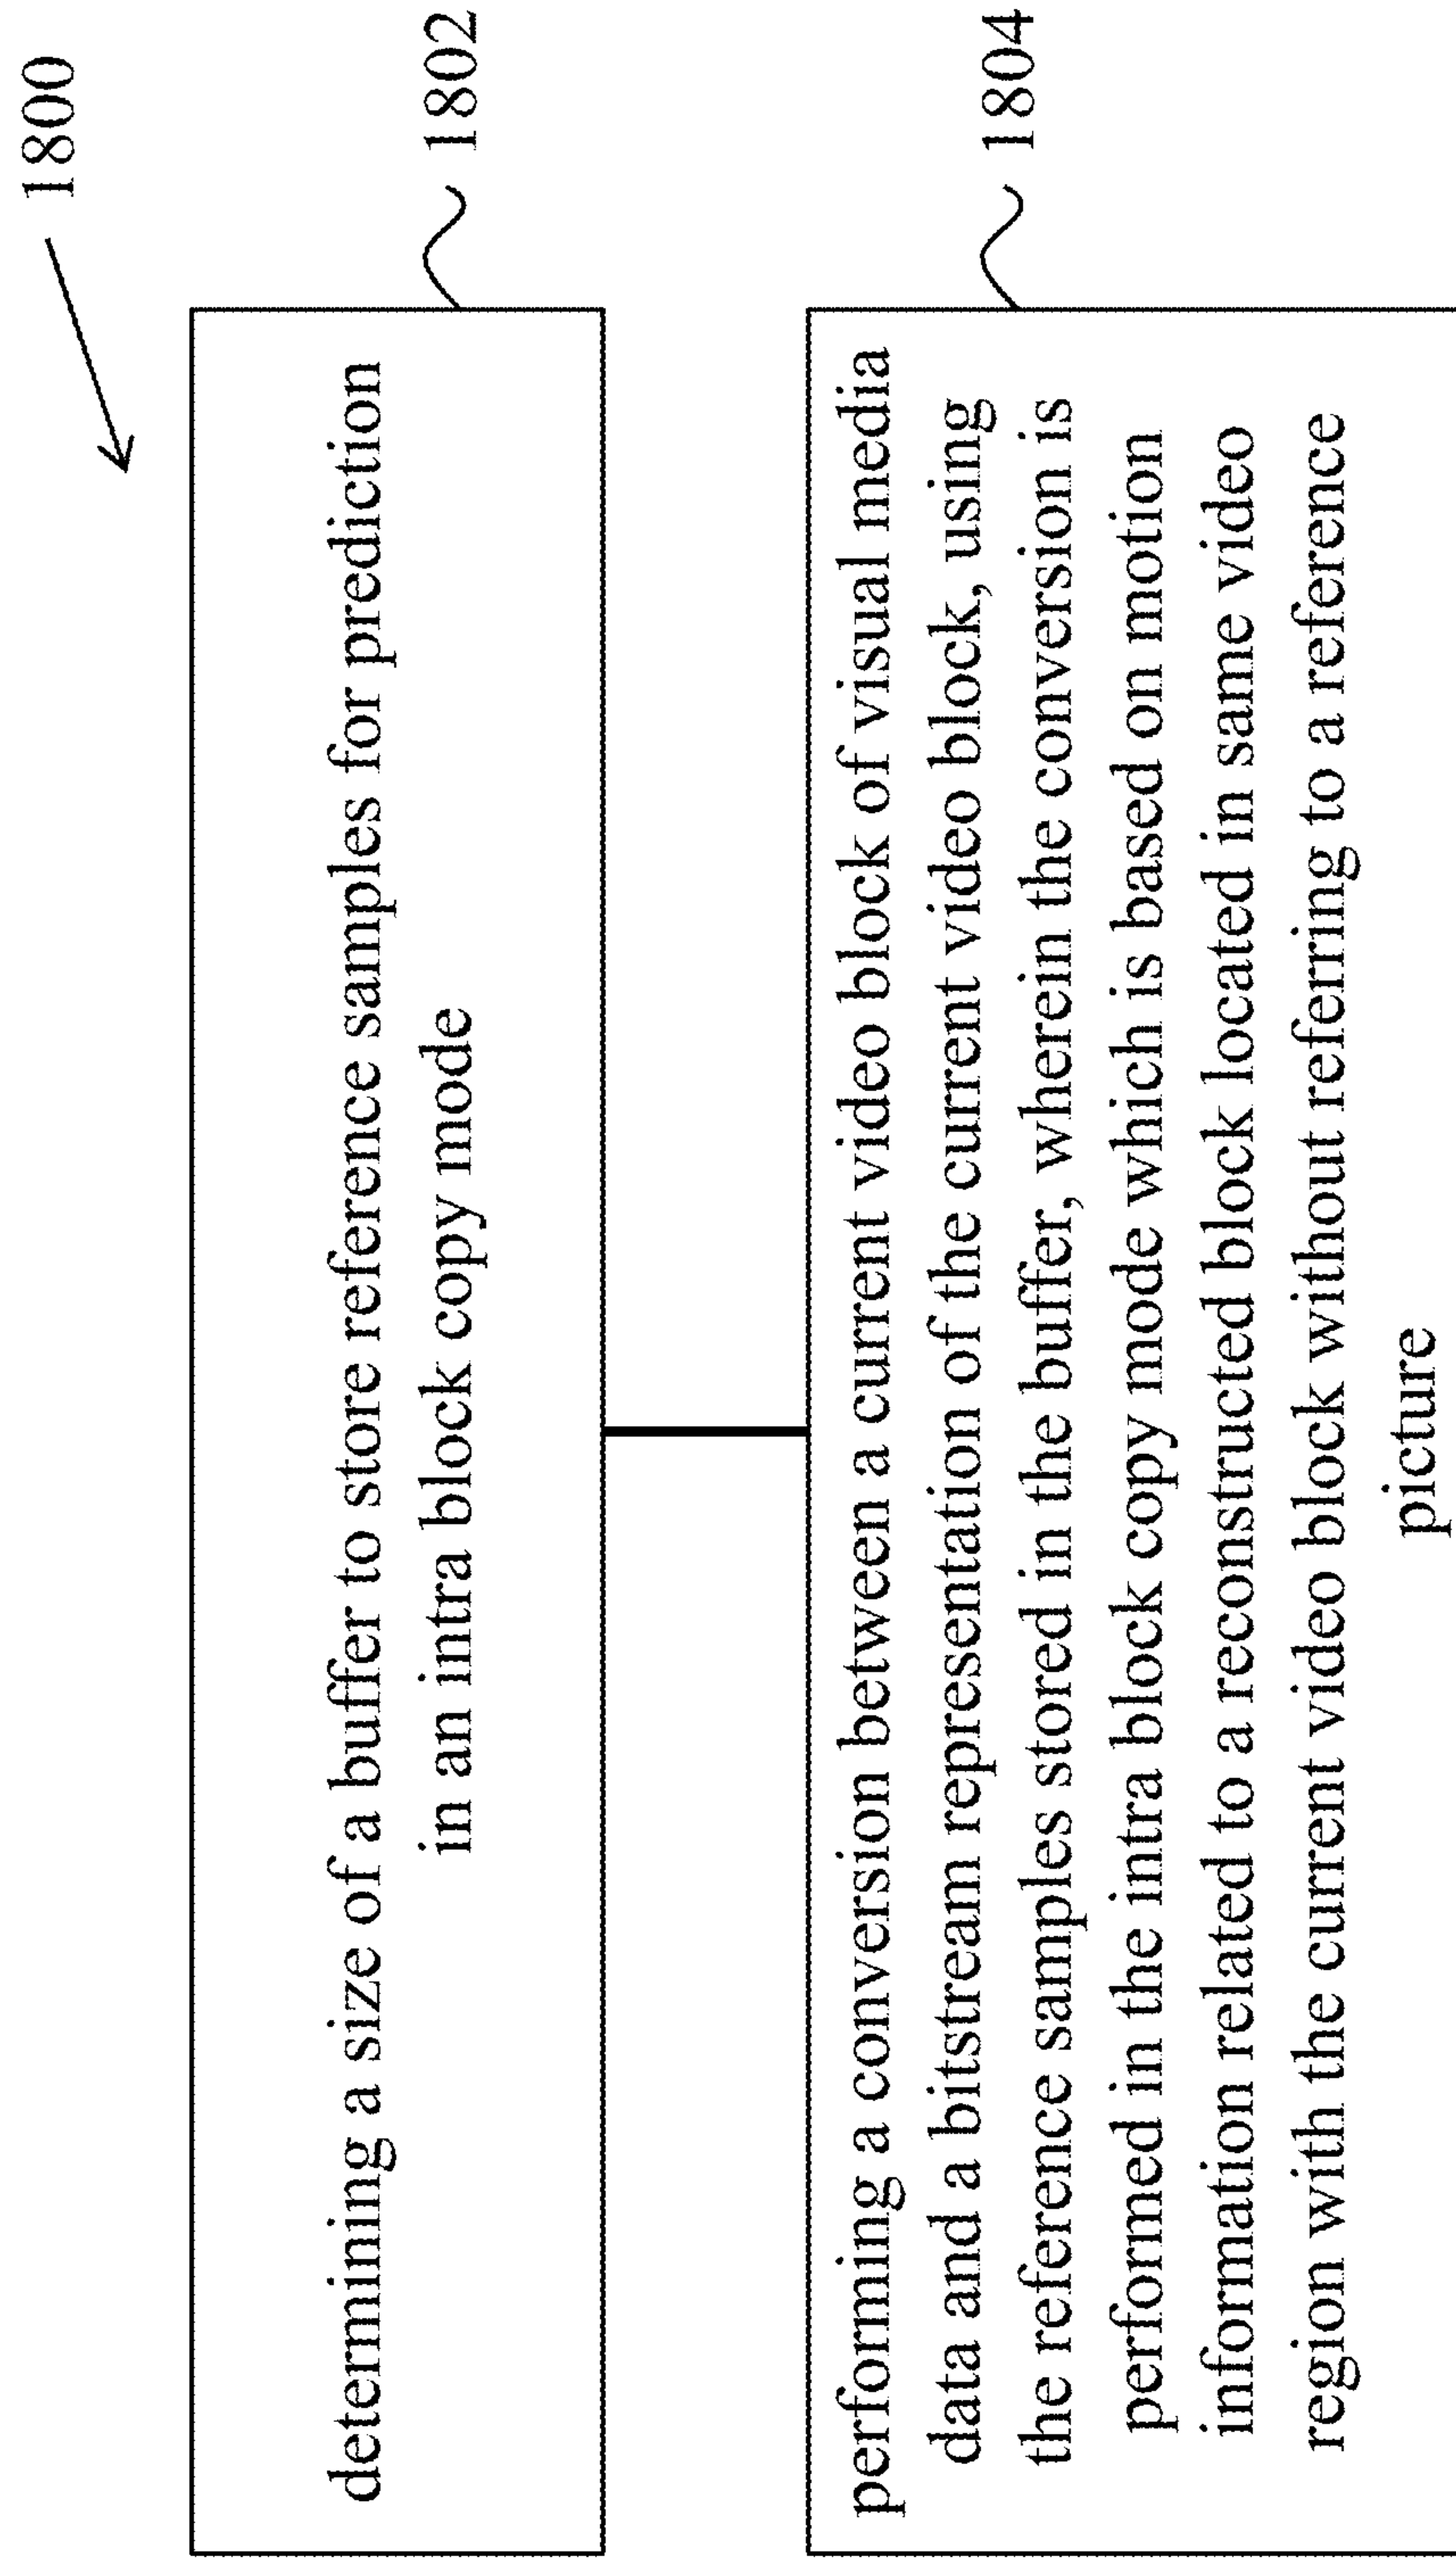 1800
determining a size of a buffer to store reference samples for prediction
in an intra block copy mode
1802
performing a conversion between a current video block of visual media
data and a bitstream representation of the current video block, using
the reference samples stored in the buffer, wherein the conversion is
performed in the intra block copy mode which is based on motion
information related to a reconstructed block located in same video
region with the current video block without referring to a reference
picture
1804